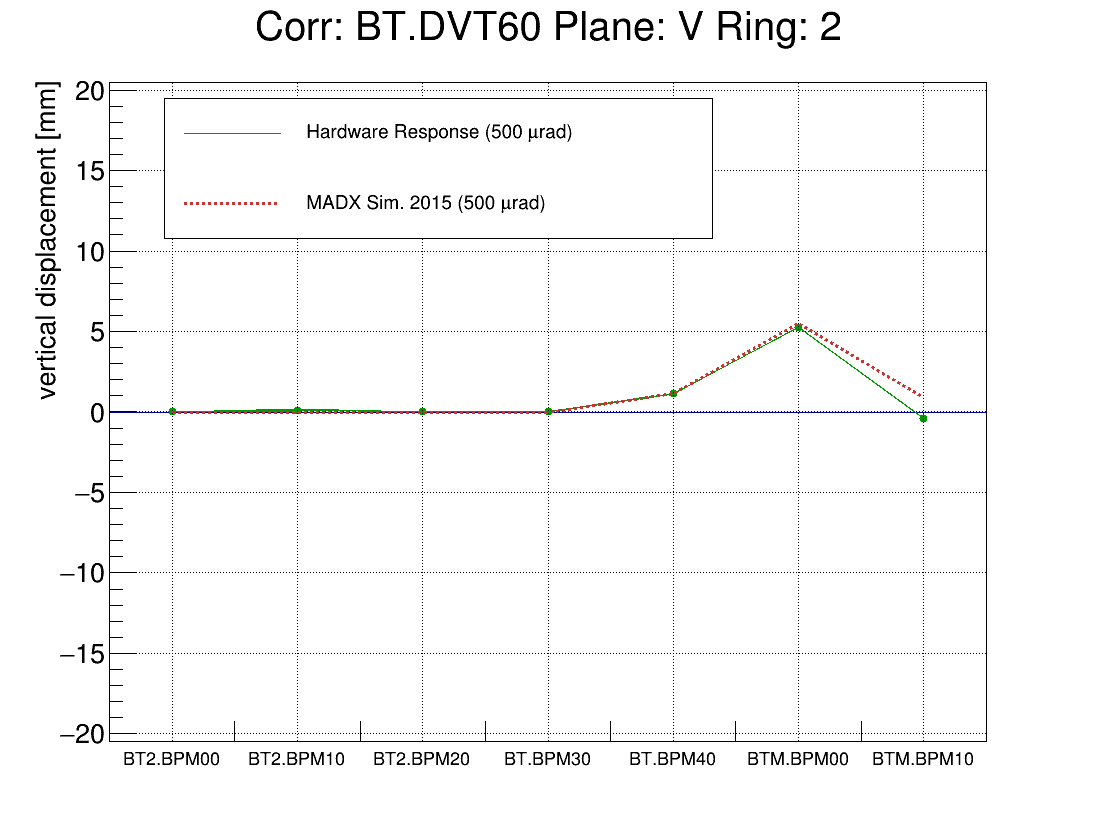 Corr: BT.DVT60 Plane: V Ring: 2
vertical displacement [mm]
20
15
10
5
0
−5
−10
−15
−20
Hardware Response (500 μrad)
MADX Sim. 2015 (500 μrad)
BT2.BPM00 BT2.BPM10 BT2.BPM20 BT.BPM30 BT.BPM40 BTM.BPM00 BTM.BPM10